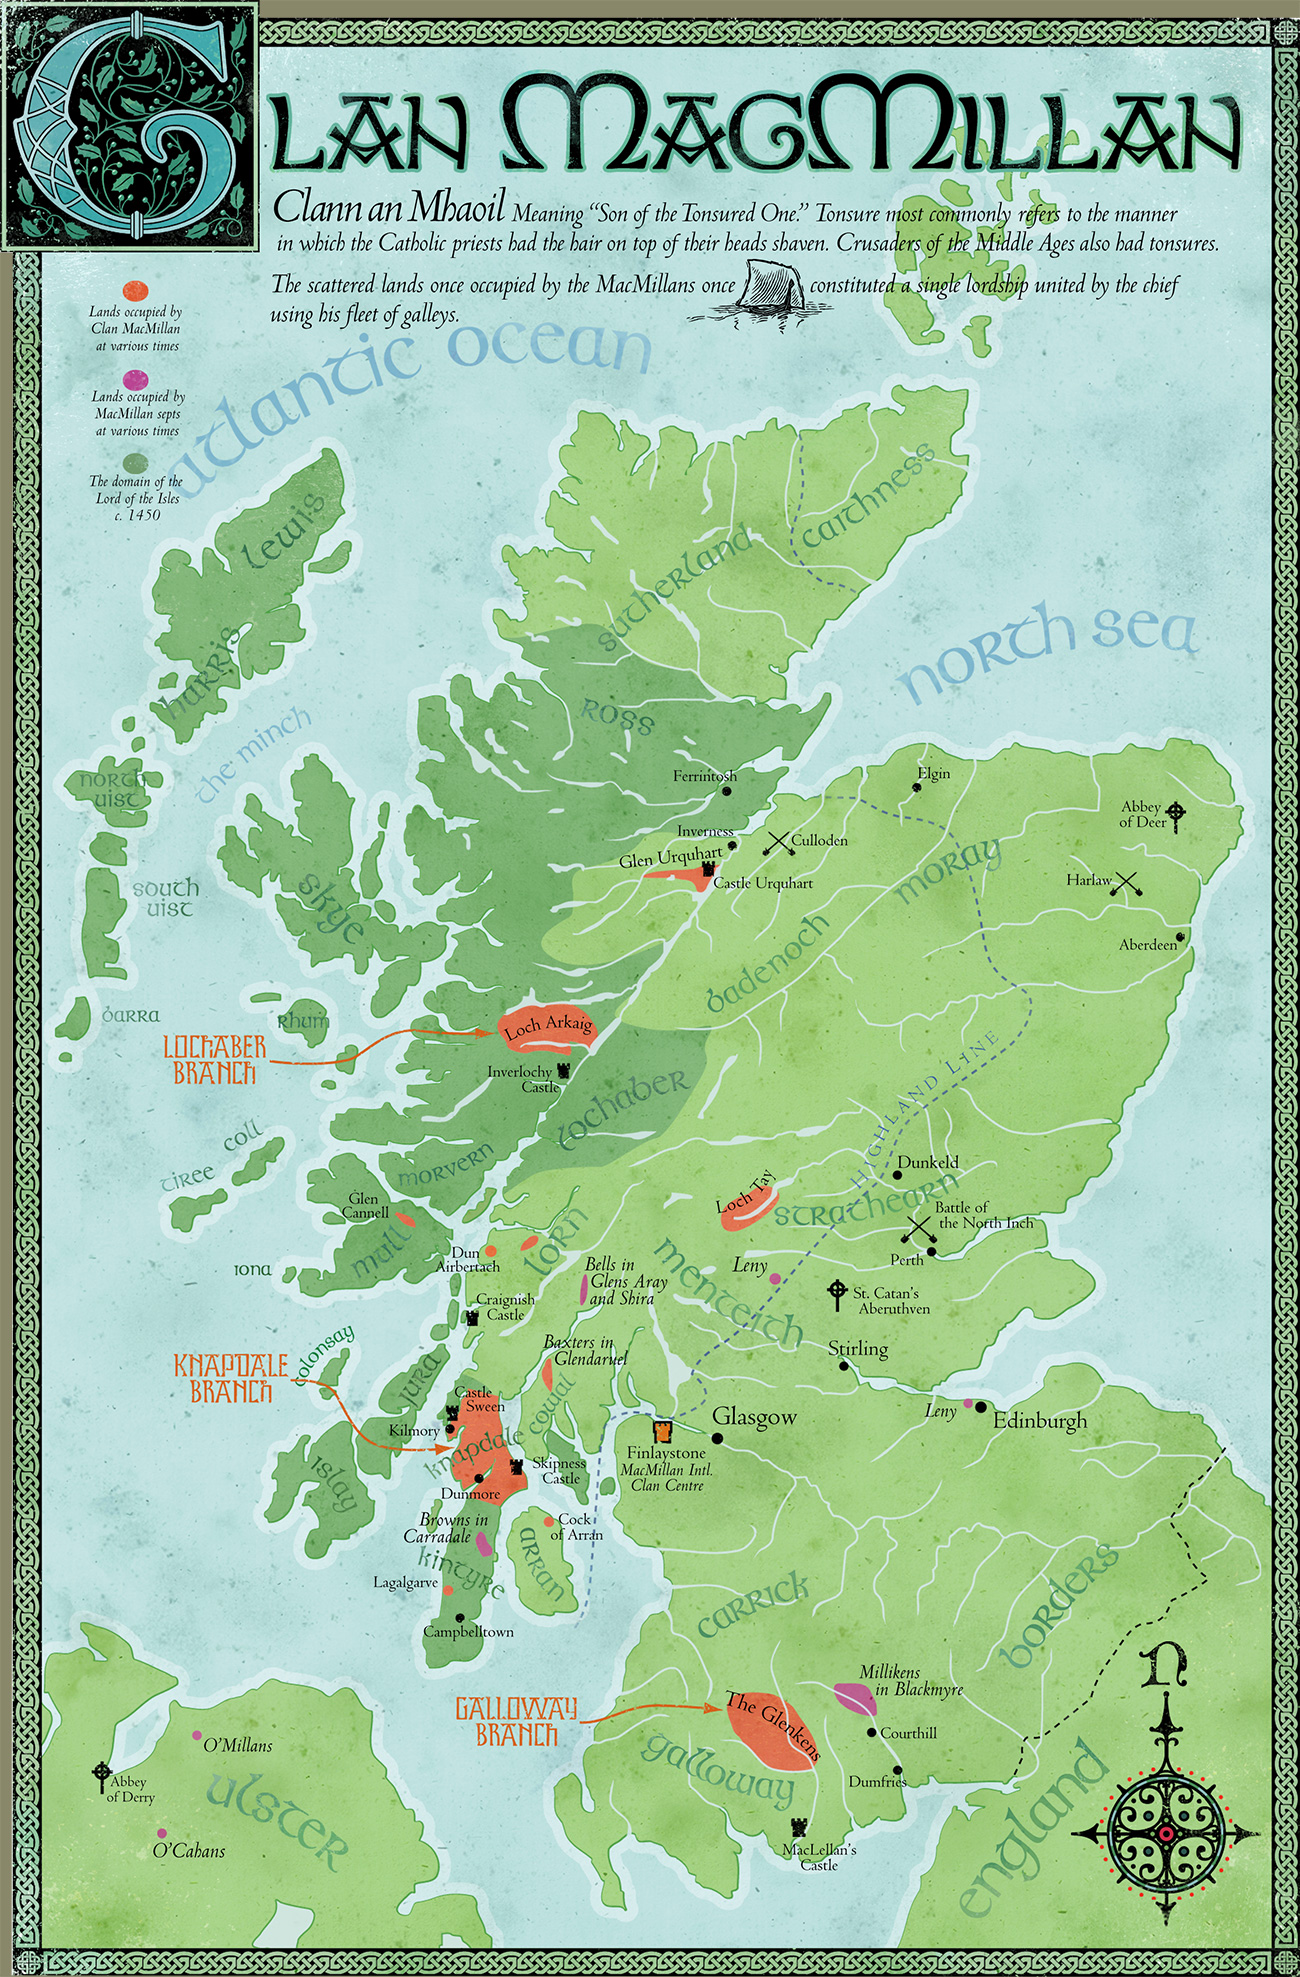 CLAN MACMILLAN
Clann an Mhaoil Meaning “Son of the Tonsured One.” Tonsure most commonly refers to the manner
in which the Catholic priests had the hair on top of their heads shaven. Crusaders of the Middle Ages also had tonsures.
The scattered lands once occupied by the MacMillans once constituted a single lordship united by the chief
using his fleet of galleys.
Lands occupied by
Clan MacMillan
at various times
Lands occupied by
MacMillan septs
at various times
The domain of the
Lord of the Isles
c. 1450
atlantic ocean
north sea
the minch
lewis
harris
north
uist
south
uist
barra
skye
rhum
coll
tiree
iona
mull
morvern
colonsay
jura
islay
caithness
sutherland
ross
Ferrintosh
Elgin
Abbey
of Deer
Inverness
Culloden
Glen Urquhart
Castle Urquhart
moray
Harlaw
Aberdeen
badenoch
LOCHABER
BRANCH
Loch Arkaig
Inverlochy
Castle
lochaber
HIGHLAND LINE
Glen
Cannell
Dun
Airbertach
lorn
Loch Tay
Dunkeld
strathearn
Battle of
the North Inch
Perth
Leny
St. Catan's
Aberuthven
menteith
Bells in
Glens Aray
and Shira
Craignish
Castle
Stirling
Baxters in
Glendaruel
KNAPDALE
BRANCH
Castle
Sween
Kilmory
knapdale
cowal
Skipness
Castle
Dunmore
Glasgow
Finlaystone
MacMillan Intl.
Clan Centre
Leny
Edinburgh
Browns in
Carradale
Cock
of Arran
arran
kintyre
Lagalgarve
Campbelltown
carrick
borders
Millikens
in Blackmyre
GALLOWAY
BRANCH
The Glenkens
Courthill
galloway
Dumfries
MacLellan's
Castle
O'Millans
ulster
Abbey
of Derry
O'Cahans
england
N